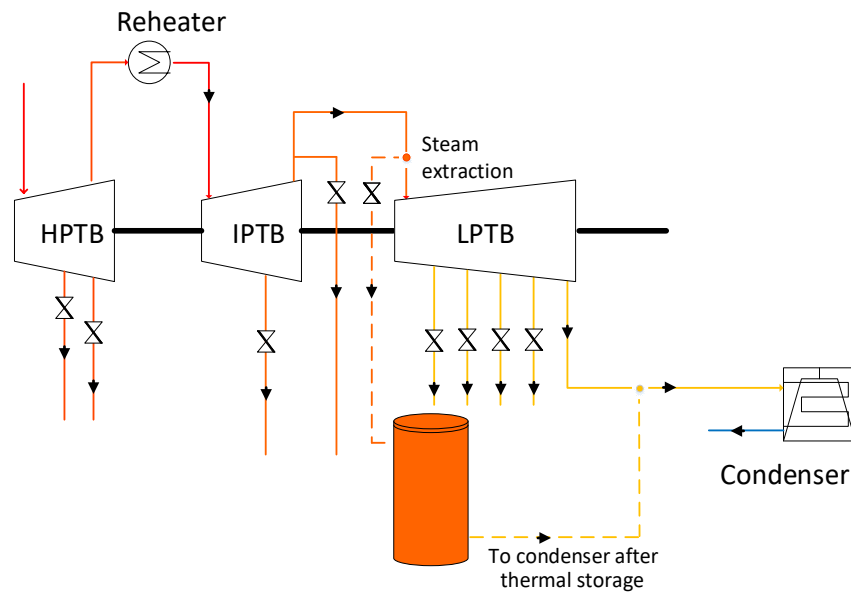 Reheater
Steam
extraction
HPTB
IPTB
LPTB
Condenser
To condenser after
thermal storage